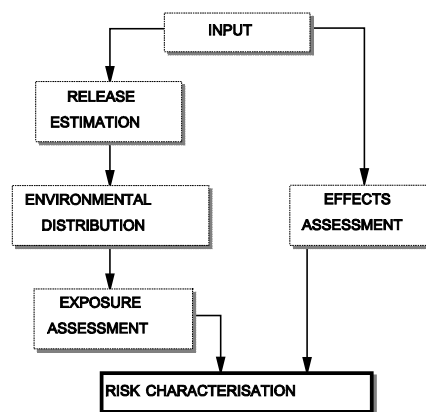 INPUT
RELEASE
ESTIMATION
ENVIRONMENTAL
DISTRIBUTION
EFFECTS
ASSESSMENT
EXPOSURE
ASSESSMENT
RISK CHARACTERISATION